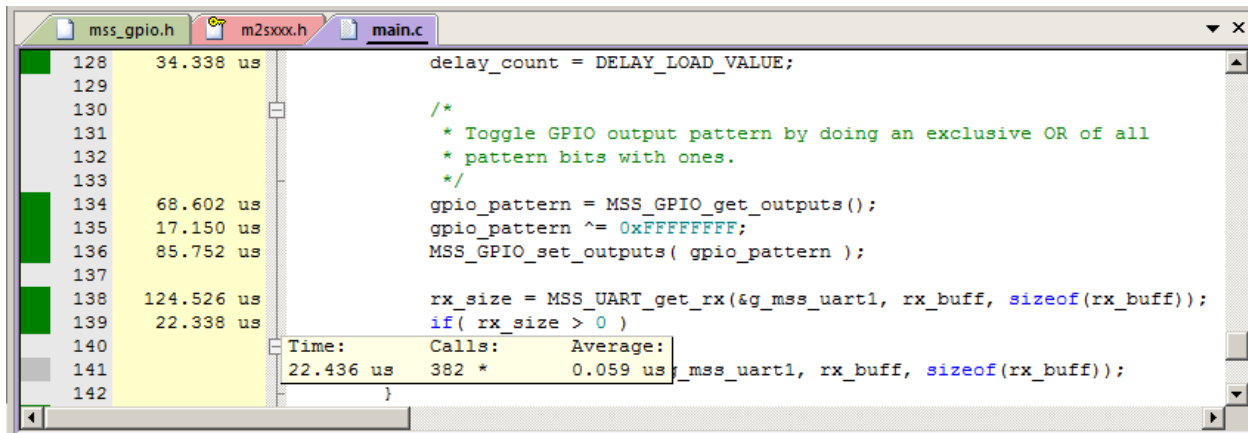 mss_gpio.h m2sxxx.h main.c
128 34.338 us delay_count = DELAY_LOAD_VALUE;
129
130 /*
131 * Toggle GPIO output pattern by doing an exclusive OR of all
132 * pattern bits with ones.
133 */
134 68.602 us gpio_pattern = MSS_GPIO_get_outputs();
135 17.150 us gpio_pattern ^= 0xFFFFFFFF;
136 85.752 us MSS_GPIO_set_outputs( gpio_pattern );
137
138 124.526 us rx_size = MSS_UART_get_rx(&g_mss_uart1, rx_buff, sizeof(rx_buff));
139 22.338 us if( rx_size > 0 )
140 Time: Calls: Average:
141 22.436 us 382 * 0.059 us _mss_uart1, rx_buff, sizeof(rx_buff));
142 }